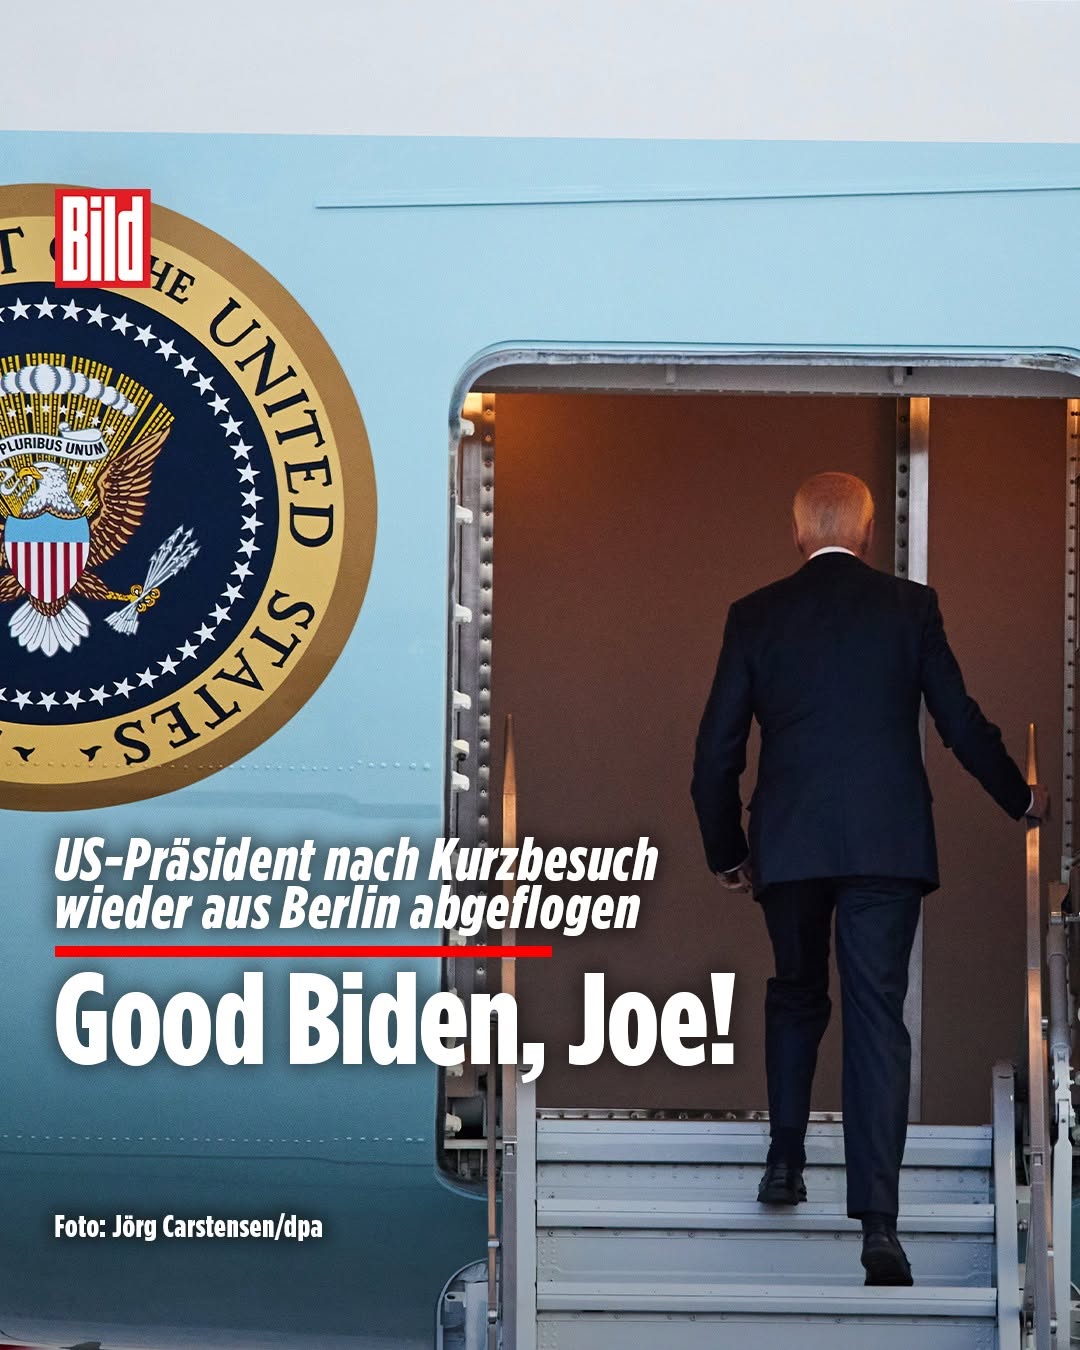 Bild
T
THE UNITED STATES
PLURIBUS UNUM
US-Präsident nach Kurzbesuch
wieder aus Berlin abgeflogen
Good Biden, Joe!
Foto: Jörg Carstensen/dpa